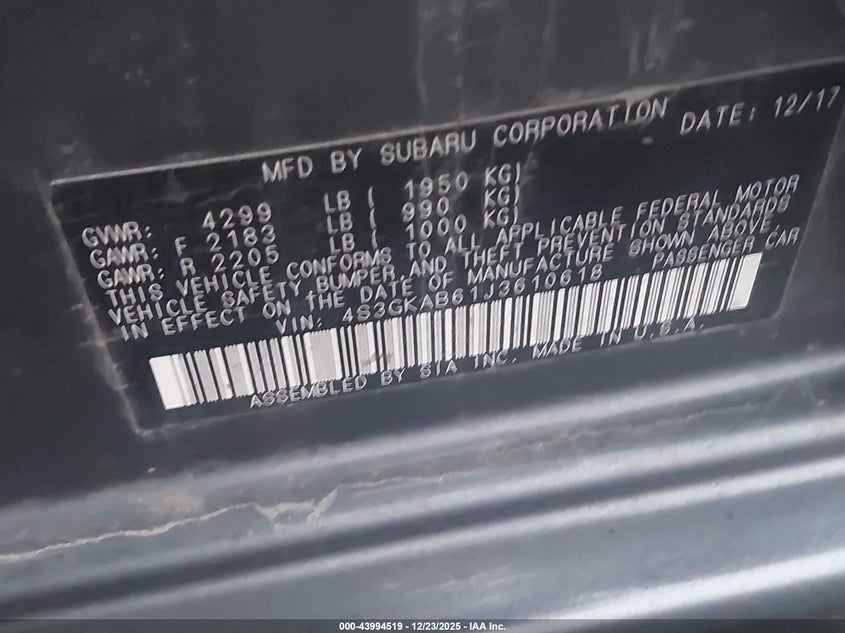 MFD BY SUBARU CORPORATION DATE: 12/17
GVWR: 4299 LB ( 1950 KG)
GAWR: F 2183 LB ( 990 KG)
GAWR: R 2205 LB ( 1000 KG)
THIS VEHICLE CONFORMS TO ALL APPLICABLE FEDERAL MOTOR
VEHICLE SAFETY, BUMPER, AND THEFT PREVENTION STANDARDS
IN EFFECT ON THE DATE OF MANUFACTURE SHOWN ABOVE.
VIN: 4S3GKAB61J3610618 PASSENGER CAR
ASSEMBLED BY SIA INC. MADE IN U.S.A.
000-43994519 - 12/23/2025 - IAA Inc.